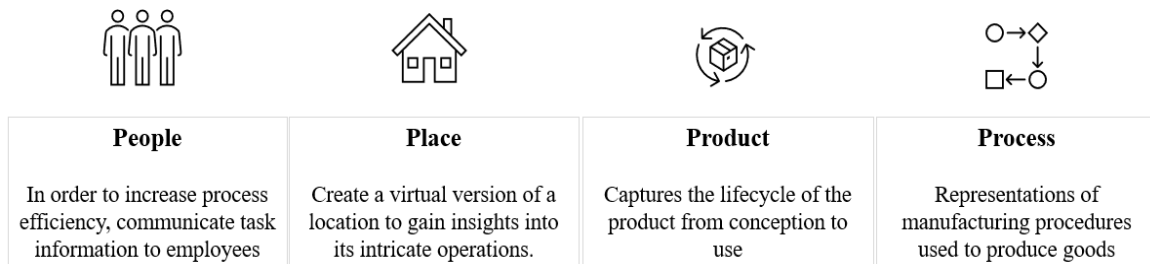 People
In order to increase process
efficiency, communicate task
information to employees
Place
Create a virtual version of a
location to gain insights into
its intricate operations.
Product
Captures the lifecycle of the
product from conception to
use
Process
Representations of
manufacturing procedures
used to produce goods